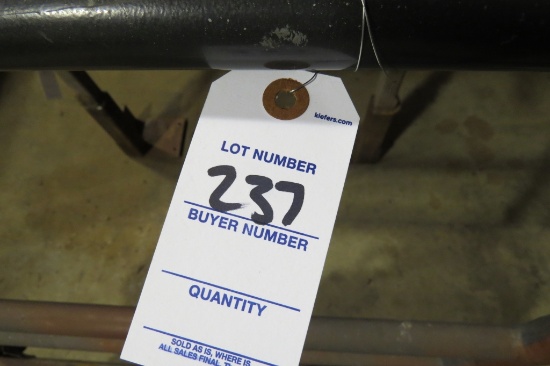 kiefers.com
LOT NUMBER
237
BUYER NUMBER
QUANTITY
SOLD AS IS, WHERE IS
ALL SALES FINAL.